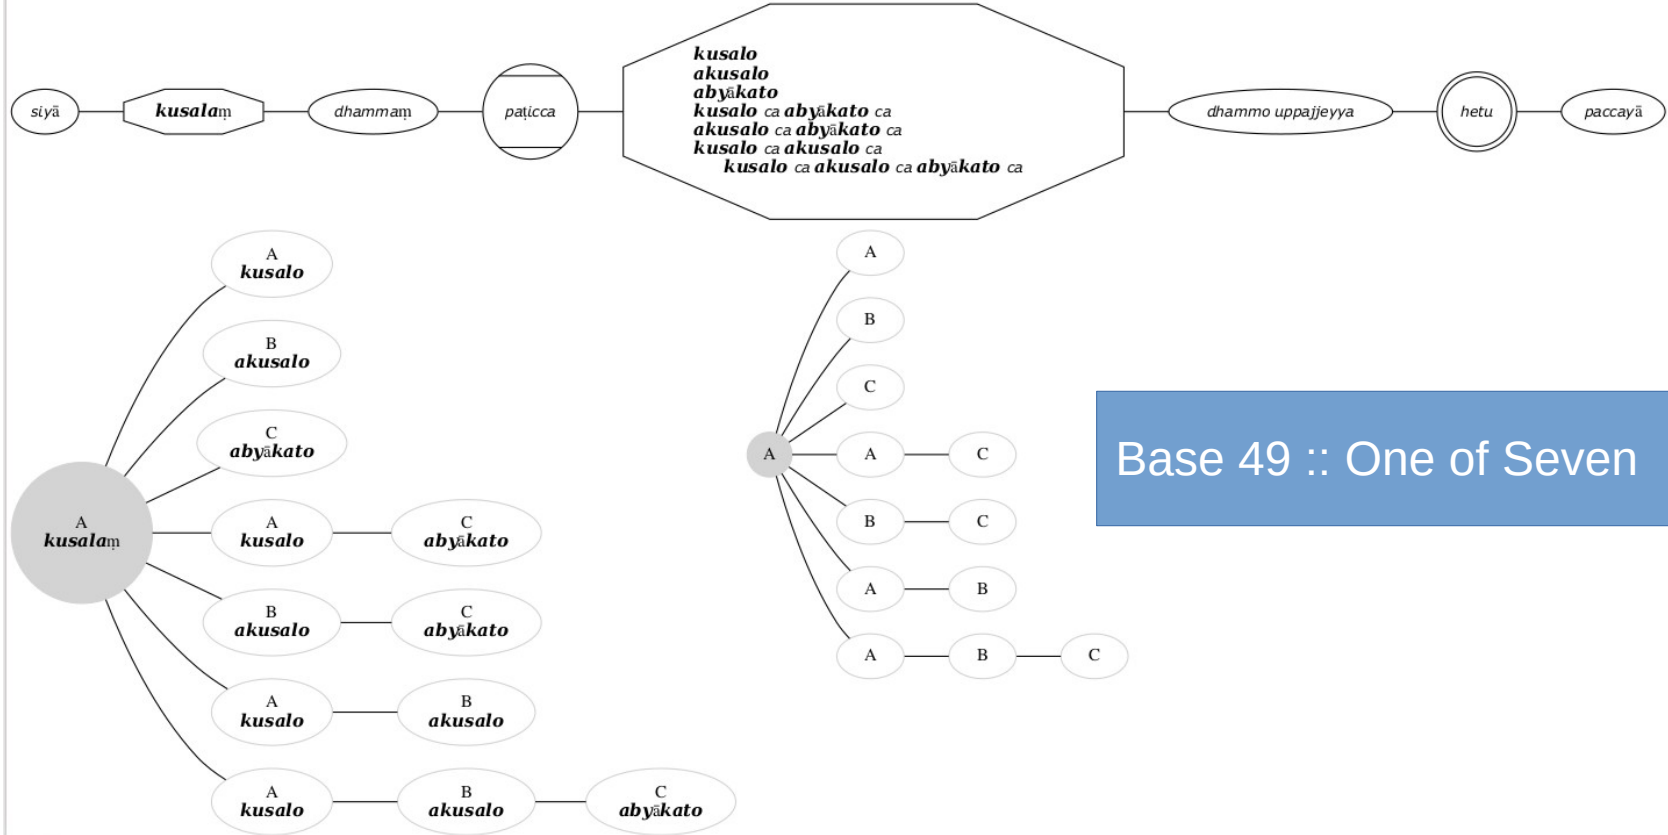 siyā kusalaṃ dhammaṃ paṭicca
kusalo
akusalo
abyākato
kusalo ca abyākato ca
akusalo ca abyākato ca
kusalo ca akusalo ca
kusalo ca akusalo ca abyākato ca
dhammo uppajjeyya hetu paccayā
A
kusalaṃ
A
kusalo
B
akusalo
C
abyākato
A C
kusalo abyākato
B C
akusalo abyākato
A B
kusalo akusalo
A B C
kusalo akusalo abyākato
A
A
B
C
A C
B C
A B
A B C
Base 49 :: One of Seven